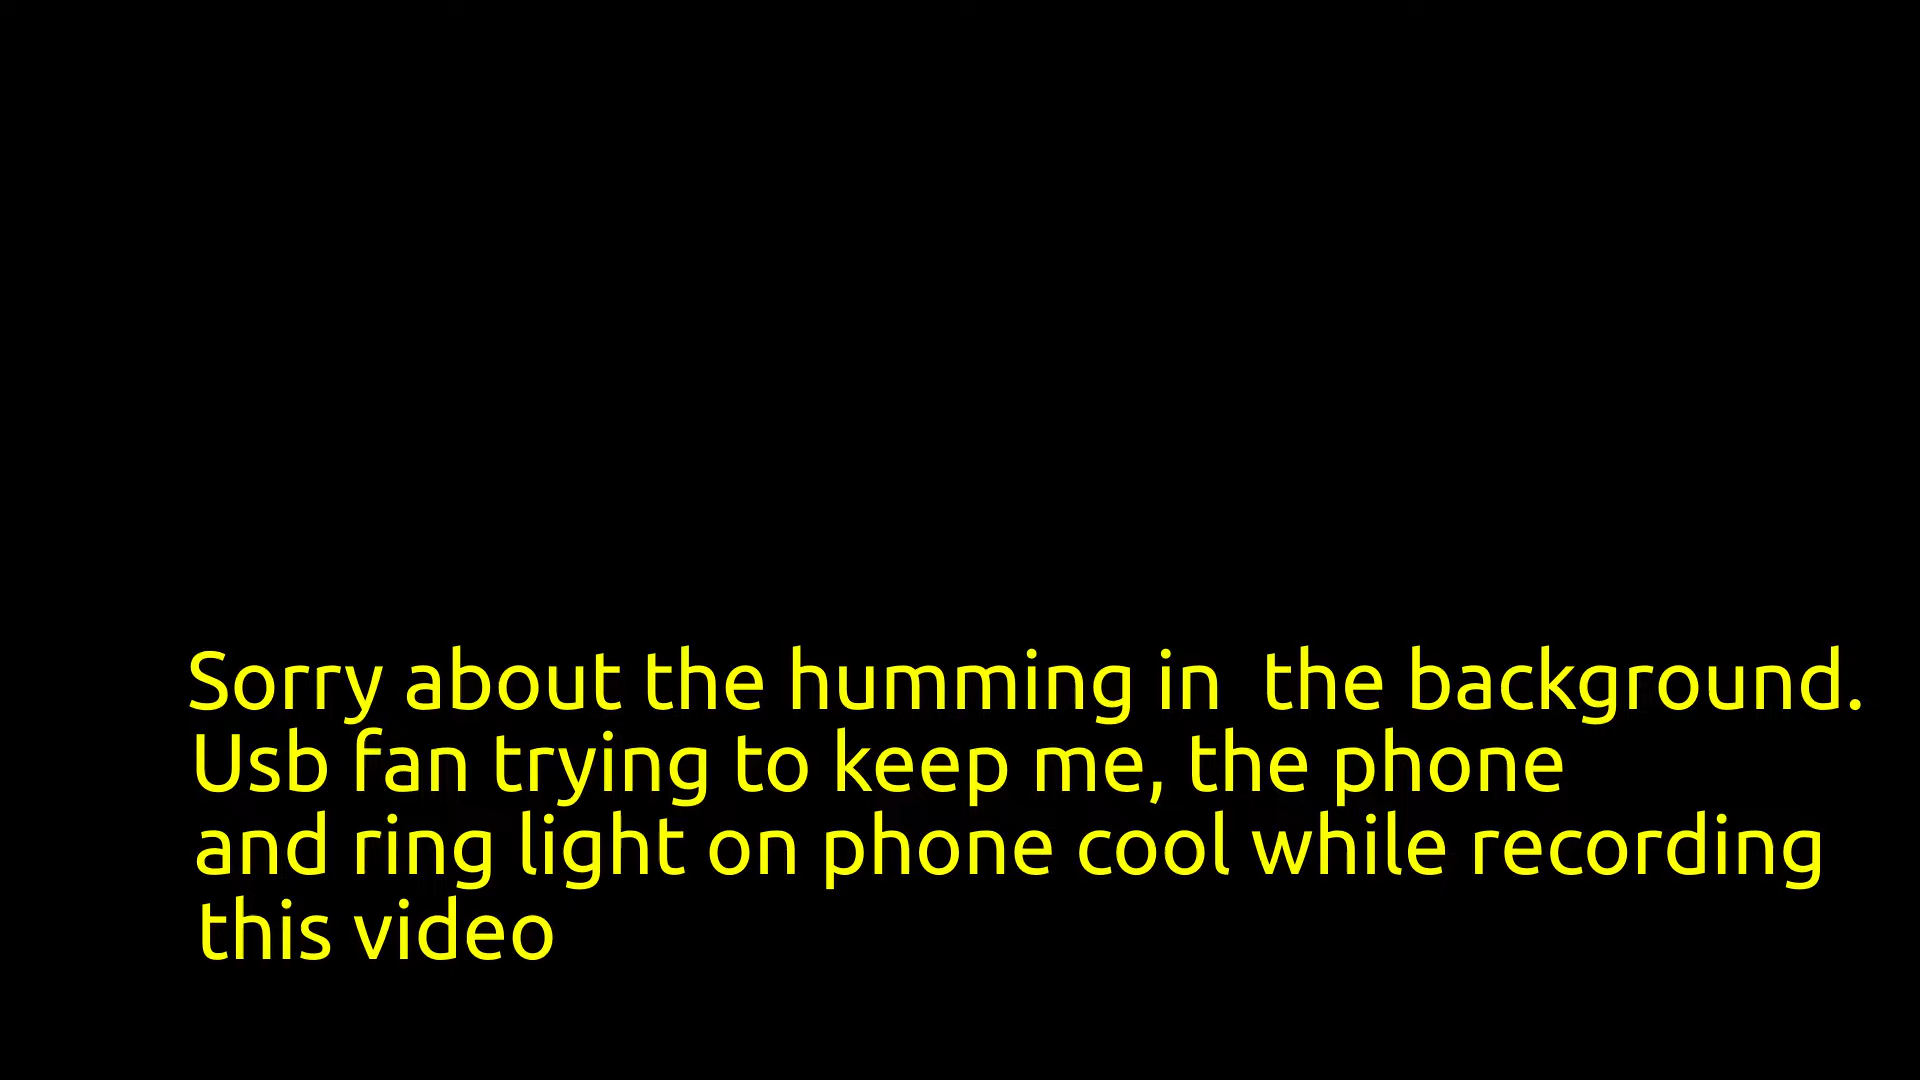 Sorry about the humming in  the background.
Usb fan trying to keep me, the phone
and ring light on phone cool while recording
this video